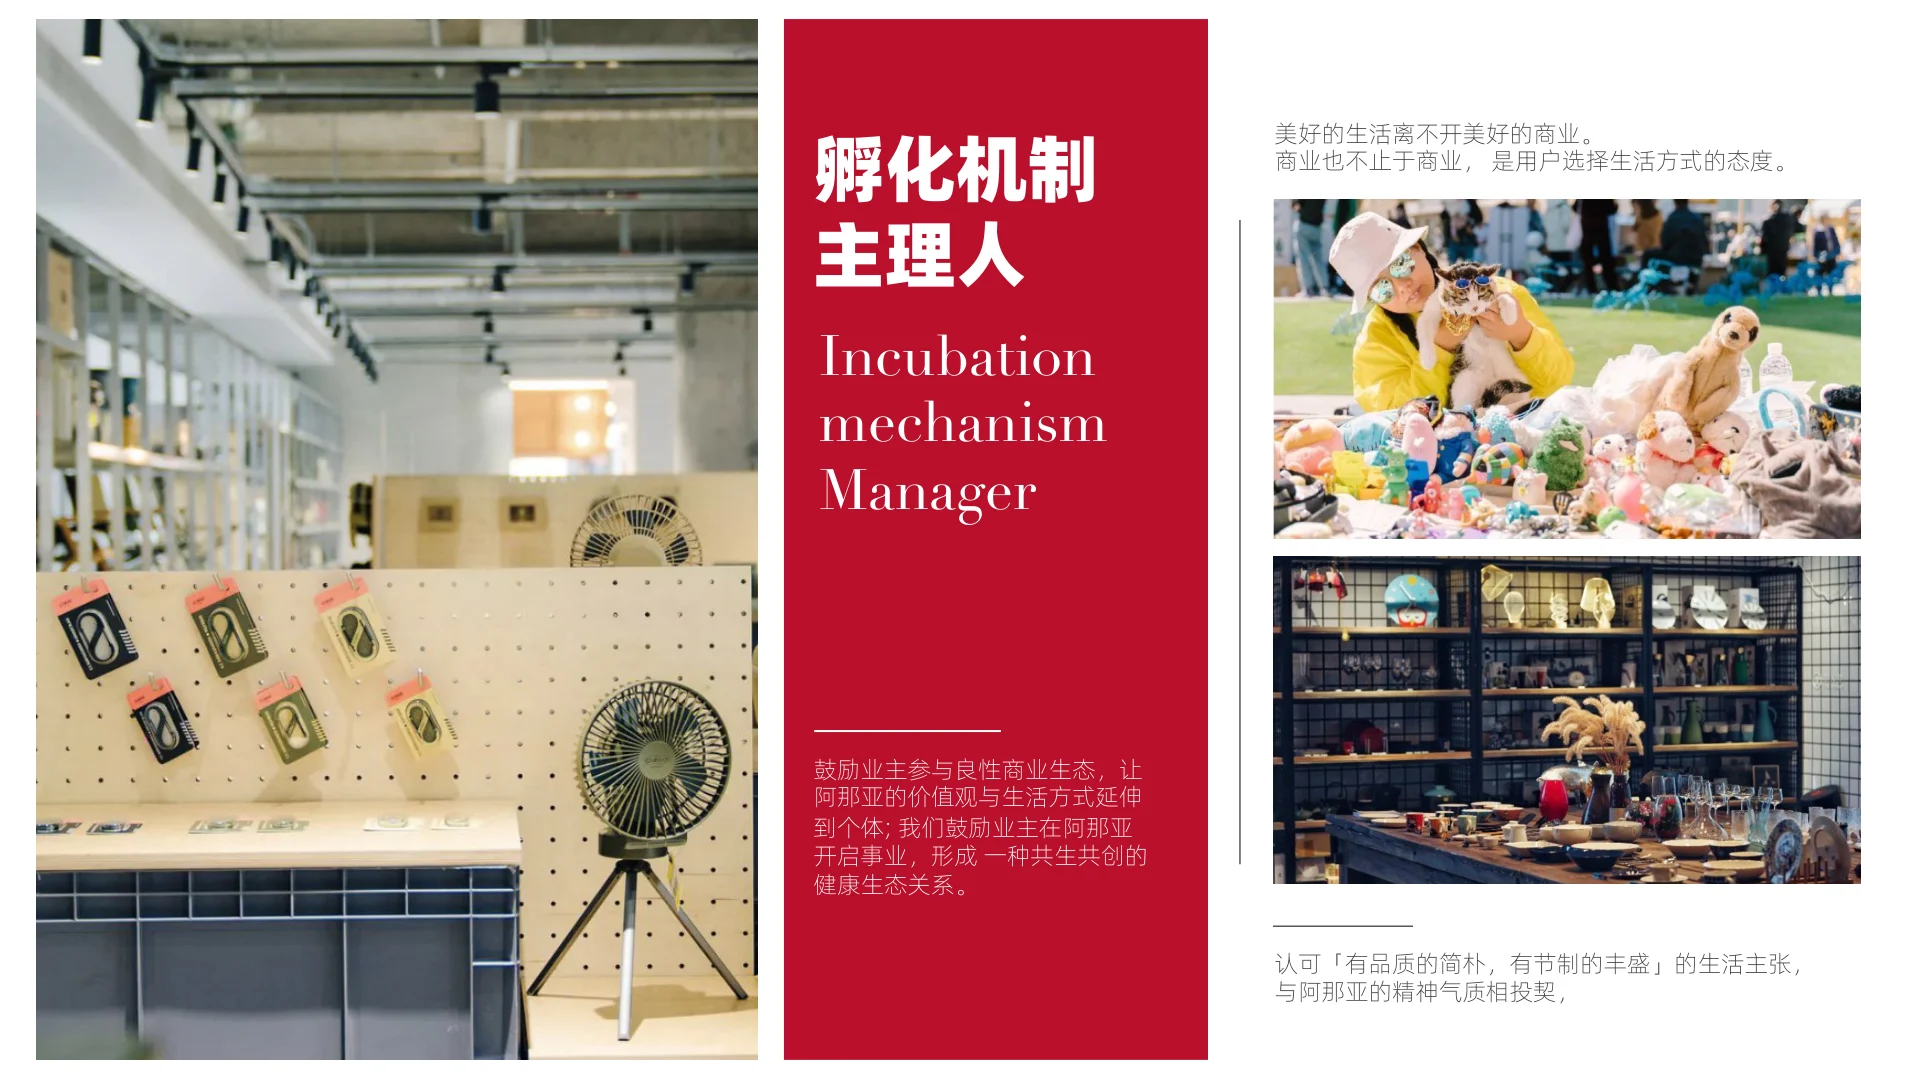 孵化机制
主理人
Incubation
mechanism
Manager
鼓励业主参与良性商业生态，让
阿那亚的价值观与生活方式延伸
到个体; 我们鼓励业主在阿那亚
开启事业，形成 一种共生共创的
健康生态关系。
美好的生活离不开美好的商业。
商业也不止于商业， 是用户选择生活方式的态度。
认可「有品质的简朴，有节制的丰盛」的生活主张，
与阿那亚的精神气质相投契，